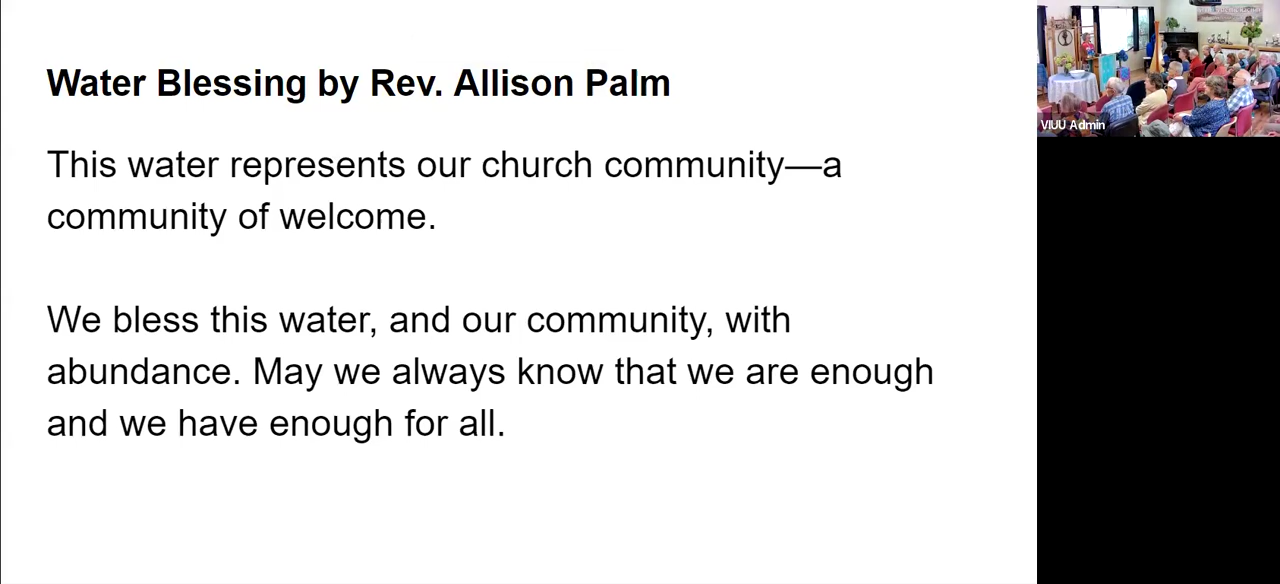 Water Blessing by Rev. Allison Palm
This water represents our church community—a
community of welcome.
We bless this water, and our community, with
abundance. May we always know that we are enough
and we have enough for all.
VIUU Admin